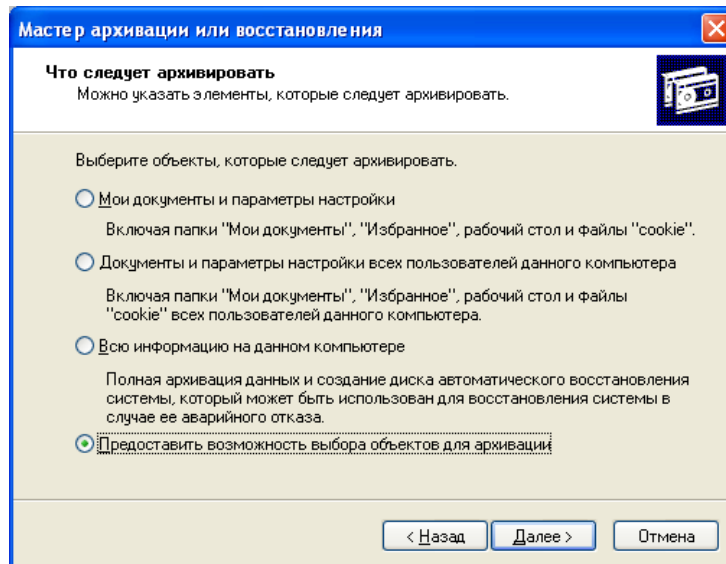 Мастер архивации или восстановления
Что следует архивировать
Можно указать элементы, которые следует архивировать.
Выберите объекты, которые следует архивировать.
Мои документы и параметры настройки
Включая папки "Мои документы", "Избранное", рабочий стол и файлы "cookie".
Документы и параметры настройки всех пользователей данного компьютера
Включая папки "Мои документы", "Избранное", рабочий стол и файлы
"cookie" всех пользователей данного компьютера.
Всю информацию на данном компьютере
Полная архивация данных и создание диска автоматического восстановления
системы, который может быть использован для восстановления системы в
случае ее аварийного отказа.
Предоставить возможность выбора объектов для архивации
< Назад Далее > Отмена